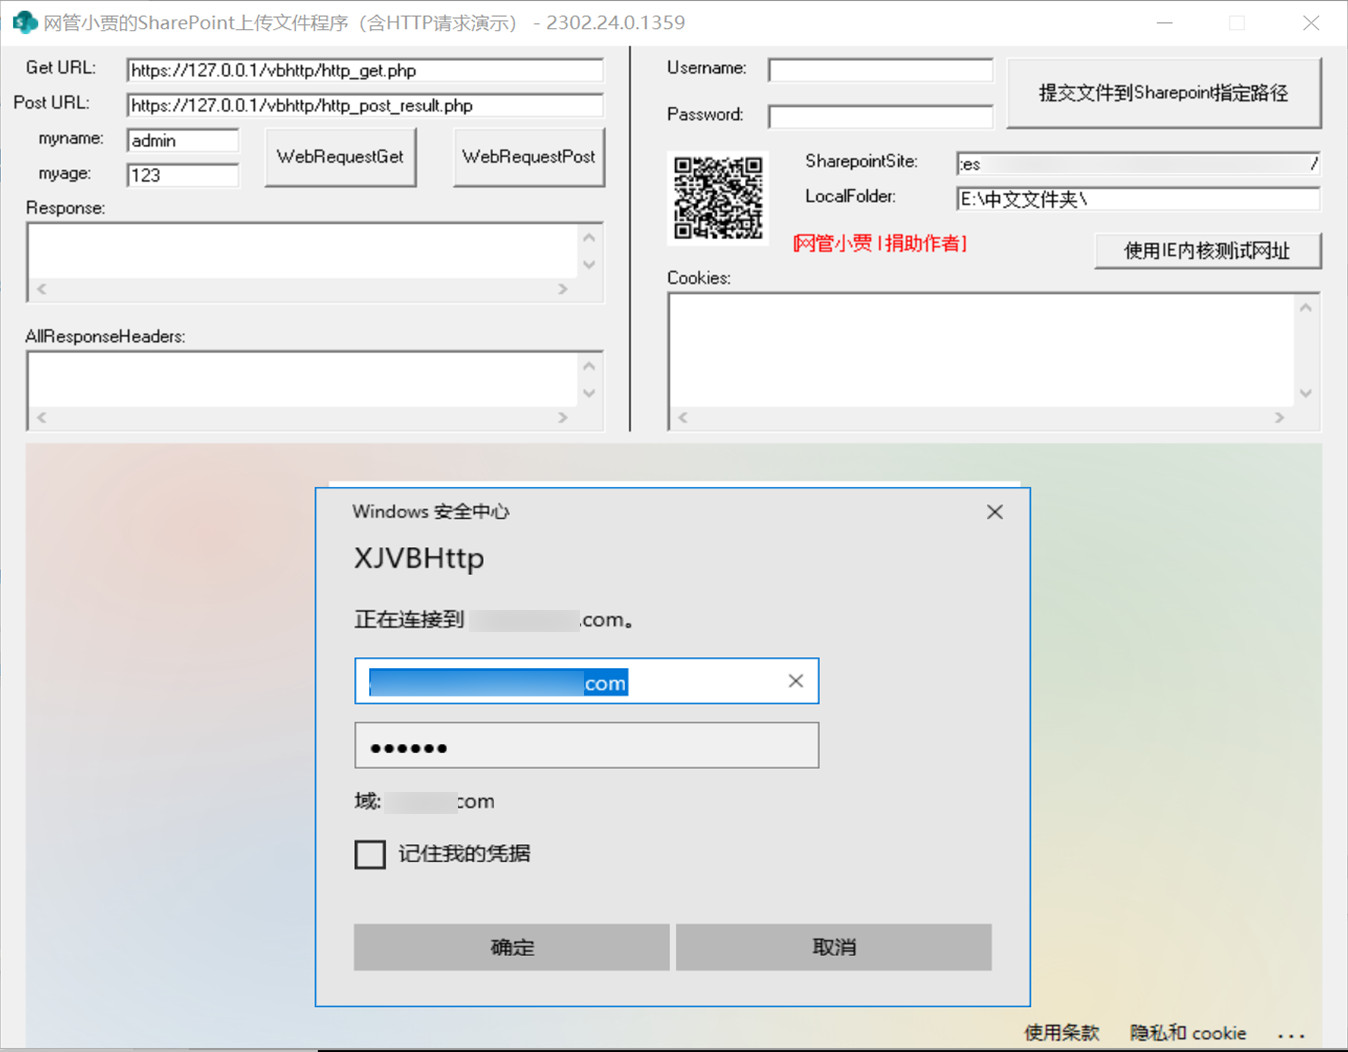 网管小贾的SharePoint上传文件程序（含HTTP请求演示） - 2302.24.0.1359
Get URL: https://127.0.0.1/vbhttp/http_get.php
Post URL: https://127.0.0.1/vbhttp/http_post_result.php
myname: admin
myage: 123
WebRequestGet
WebRequestPost
Response:
AllResponseHeaders:
Username:
Password:
提交文件到Sharepoint指定路径
SharepointSite: :es /
LocalFolder: E:\中文文件夹\
[网管小贾 | 捐助作者]
使用IE内核测试网址
Cookies:
Windows 安全中心
XJVBHttp
正在连接到 .com。
.com
●●●●●●
域: com
记住我的凭据
确定
取消
使用条款 隐私和 cookie ...